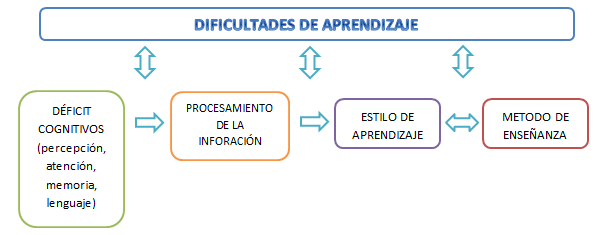 DIFICULTADES DE APRENDIZAJE
DÉFICIT
COGNITIVOS
(percepción,
atención,
memoria,
lenguaje)
PROCESAMIENTO
DE LA
INFORACIÓN
ESTILO DE
APRENDIZAJE
METODO DE
ENSEÑANZA